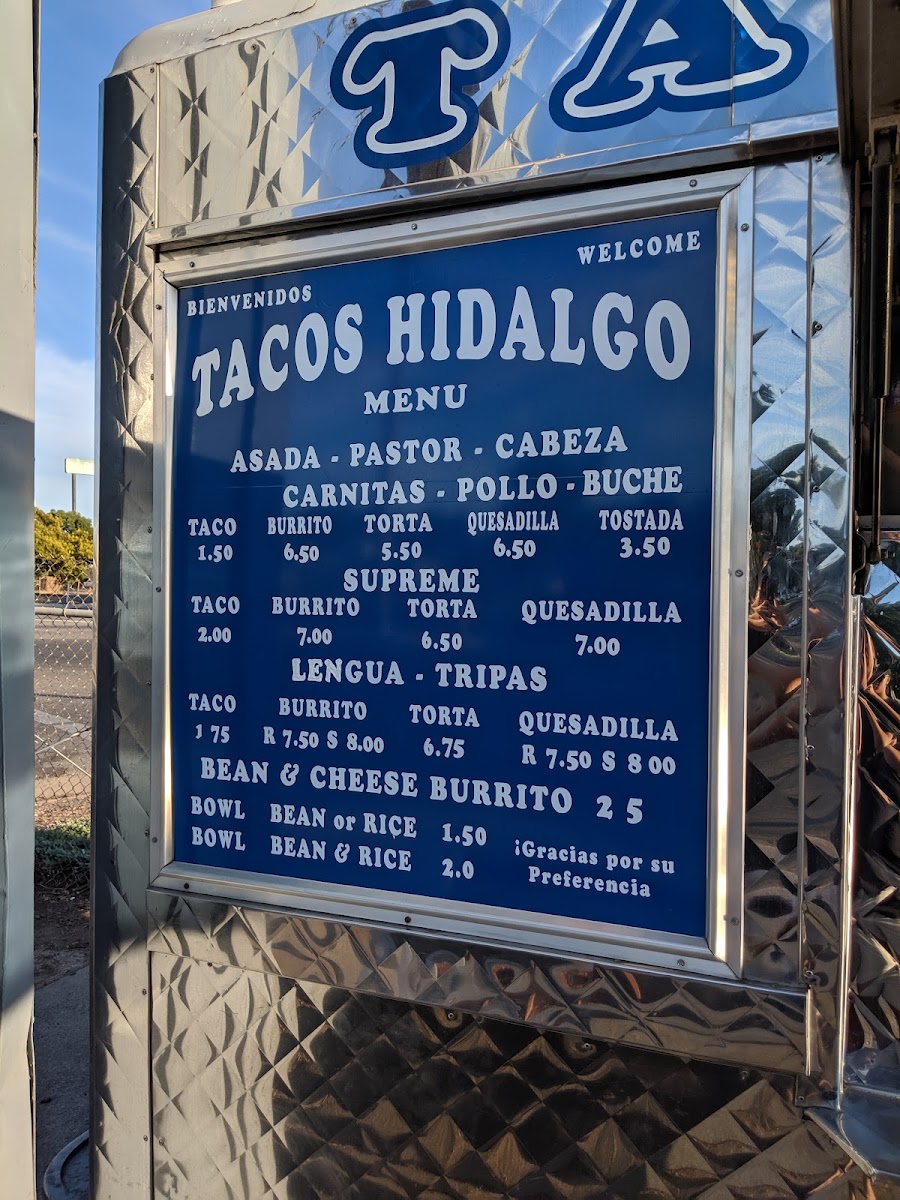 TA
WELCOME
BIENVENIDOS
TACOS HIDALGO
MENU
ASADA - PASTOR - CABEZA
CARNITAS - POLLO - BUCHE
TACO BURRITO TORTA QUESADILLA TOSTADA
1.50 6.50 5.50 6.50 3.50
SUPREME
TACO BURRITO TORTA QUESADILLA
2.00 7.00 6.50 7.00
LENGUA - TRIPAS
TACO BURRITO TORTA QUESADILLA
1 75 R 7.50 S 8.00 6.75 R 7.50 S 8 00
BEAN & CHEESE BURRITO 2 5
BOWL BEAN or RICE 1.50
BOWL BEAN & RICE 2.0
¡Gracias por su
Preferencia